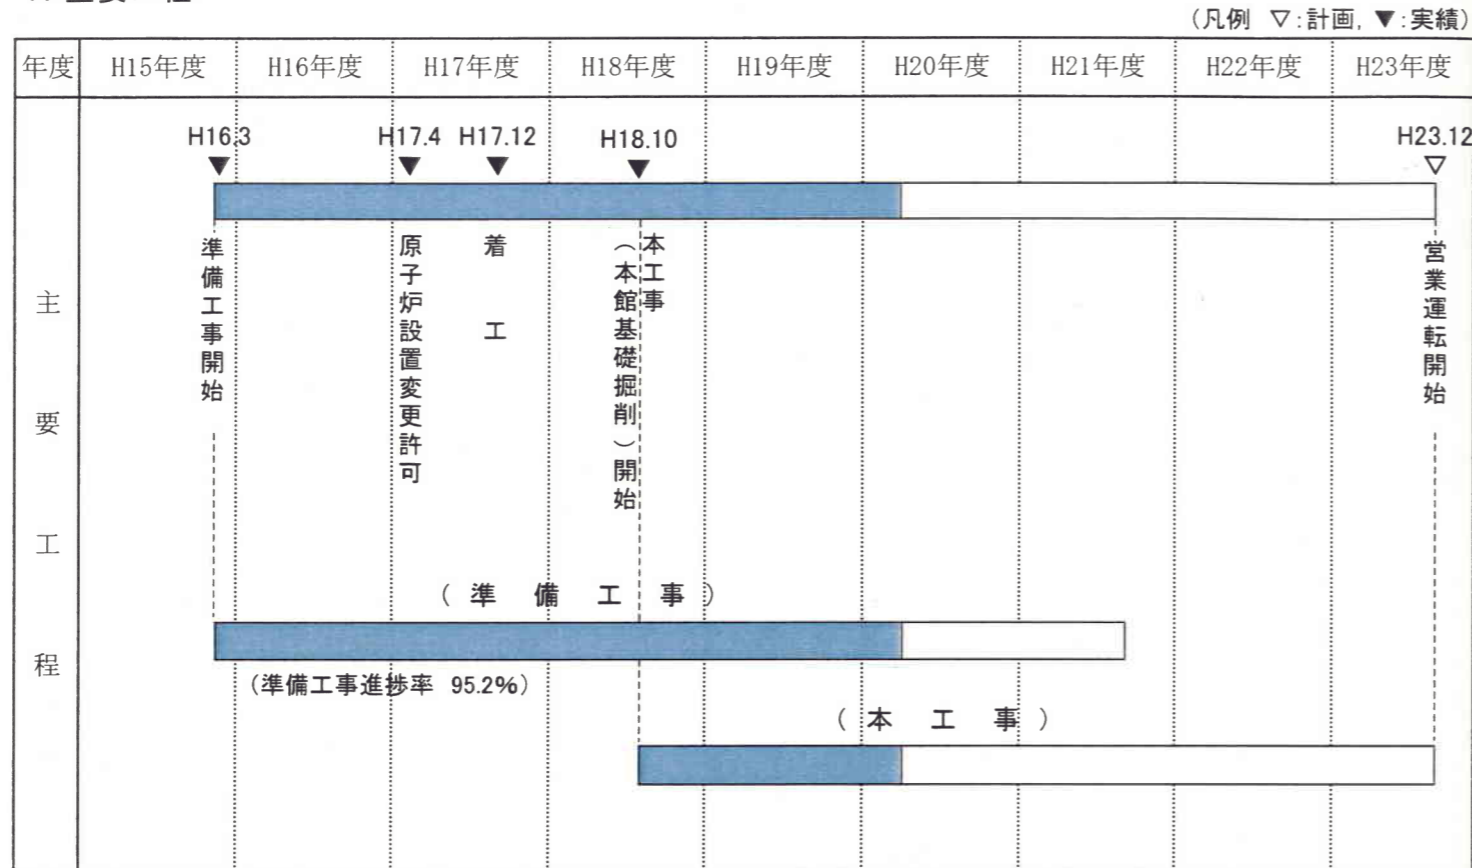 (凡例 ▽:計画, ▼:実績)
年度 H15年度 H16年度 H17年度 H18年度 H19年度 H20年度 H21年度 H22年度 H23年度
主要工程
H16.3 H17.4 H17.12 H18.10 H23.12
▼ ▼ ▼ ▼ ▽
準備工事開始
原子炉設置変更許可
着工
本工事
(本館基礎掘削)開始
営業運転開始
(準備工事)
(準備工事進捗率 95.2%)
(本工事)